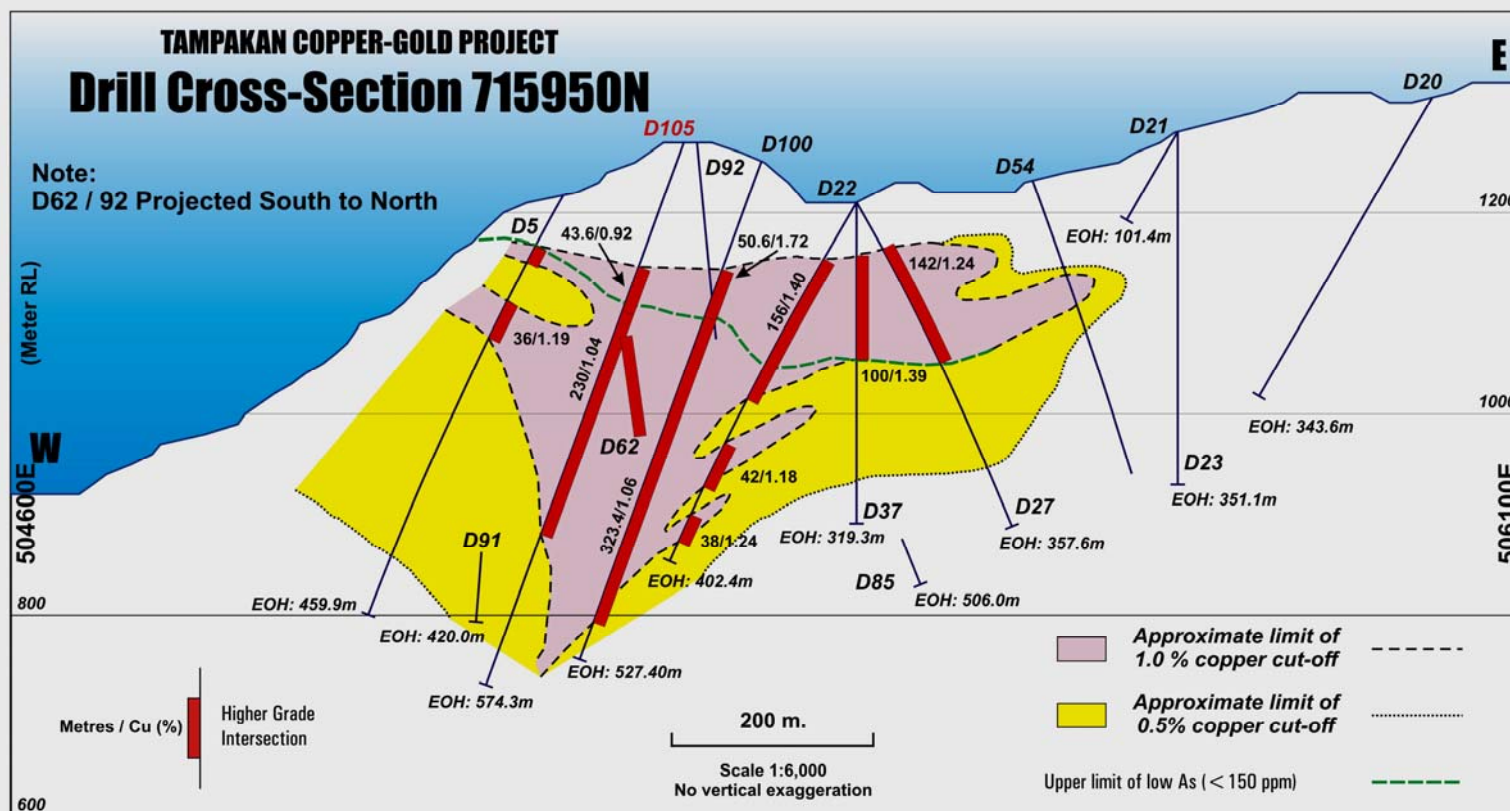 TAMPAKAN COPPER-GOLD PROJECT
Drill Cross-Section 715950N
E
D20
D21
D105
D100
D92
Note:
D62 / 92 Projected South to North
D54
D22
1200
D5
43.6/0.92
50.6/1.72
EOH: 101.4m
142/1.24
156/1.40
(Meter RL)
36/1.19
230/1.04
100/1.39
1000
EOH: 343.6m
W
D62
D23
504600E
506100E
42/1.18
EOH: 351.1m
323.4/1.06
D37
D27
D91
EOH: 319.3m
38/1.24
EOH: 357.6m
EOH: 402.4m
D85
EOH: 506.0m
800
EOH: 459.9m
EOH: 420.0m
EOH: 527.40m
EOH: 574.3m
Approximate limit of
1.0 % copper cut-off
Approximate limit of
0.5% copper cut-off
Upper limit of low As ( < 150 ppm)
Metres / Cu (%)
Higher Grade
Intersection
200 m.
Scale 1:6,000
No vertical exaggeration
600